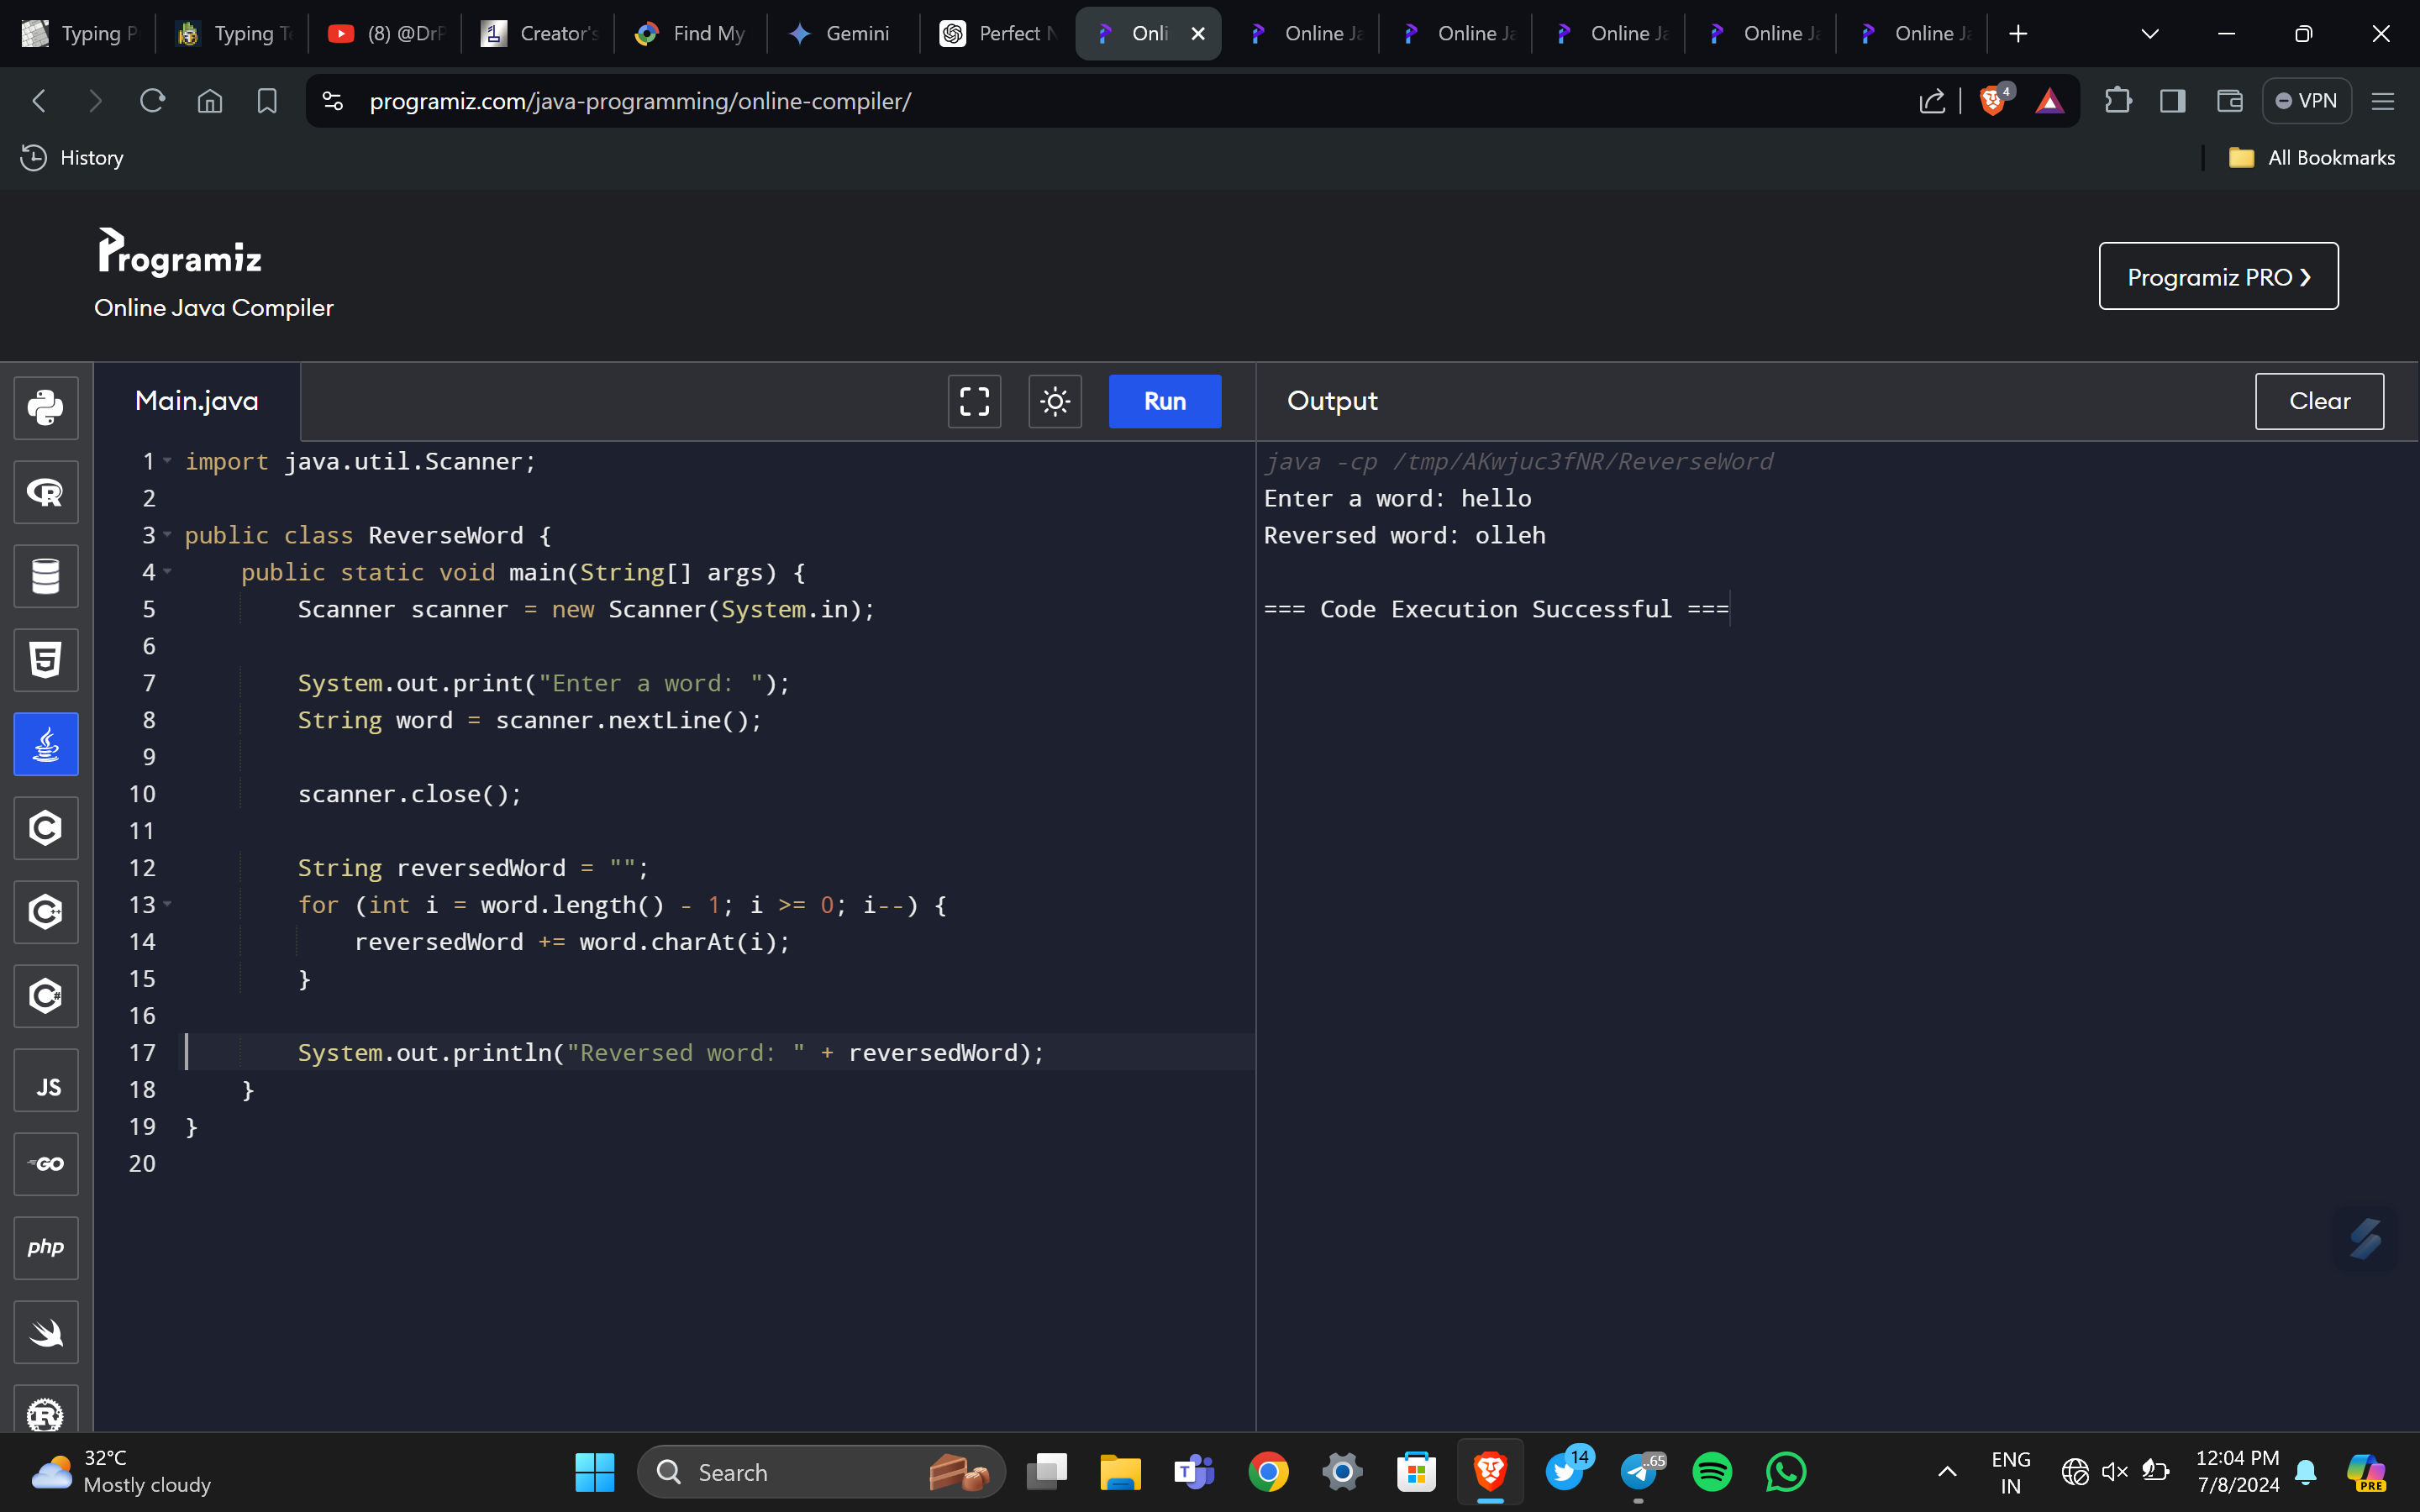 Typing P
Typing Te
(8) @DrP
Creator's
Find My
Gemini
Perfect N
Onli
Online Ja
Online Ja
Online Ja
Online Ja
Online Ja
programiz.com/java-programming/online-compiler/
4
VPN
History
All Bookmarks
Programiz
Online Java Compiler
Programiz PRO
Main.java
Run
Output
Clear
1 import java.util.Scanner;
2
3 public class ReverseWord {
4     public static void main(String[] args) {
5         Scanner scanner = new Scanner(System.in);
6
7         System.out.print("Enter a word: ");
8         String word = scanner.nextLine();
9
10         scanner.close();
11
12         String reversedWord = "";
13         for (int i = word.length() - 1; i >= 0; i--) {
14             reversedWord += word.charAt(i);
15         }
16
17         System.out.println("Reversed word: " + reversedWord);
18     }
19 }
20
java -cp /tmp/AKwjuc3fNR/ReverseWord
Enter a word: hello
Reversed word: olleh
=== Code Execution Successful ===
R
5
C
C++
C#
JS
GO
php
R
32°C
Mostly cloudy
Search
T
14
..65
ENG
IN
12:04 PM
7/8/2024
PRE